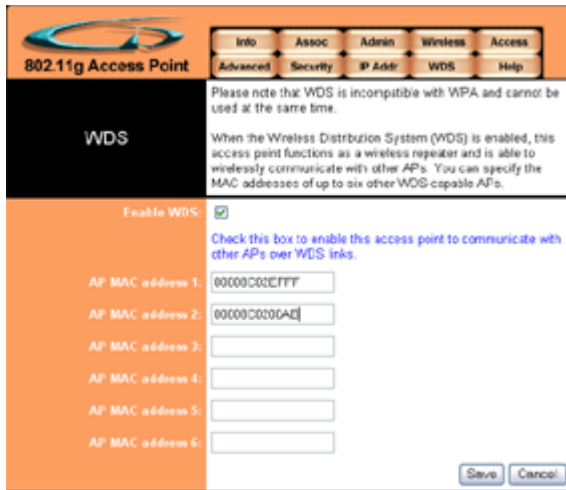 802.11g Access Point
Info Assoc Admin Wireless Access
Advanced Security IP Addr WDS Help
WDS
Please note that WDS is incompatible with WPA and cannot be
used at the same time.
When the Wireless Distribution System (WDS) is enabled, this
access point functions as a wireless repeater and is able to
wirelessly communicate with other APs. You can specify the
MAC addresses of up to six other WDS-capable APs.
Enable WDS:
Check this box to enable this access point to communicate with
other APs over WDS links.
AP MAC address 1:
AP MAC address 2:
AP MAC address 3:
AP MAC address 4:
AP MAC address 5:
AP MAC address 6:
Save Cancel